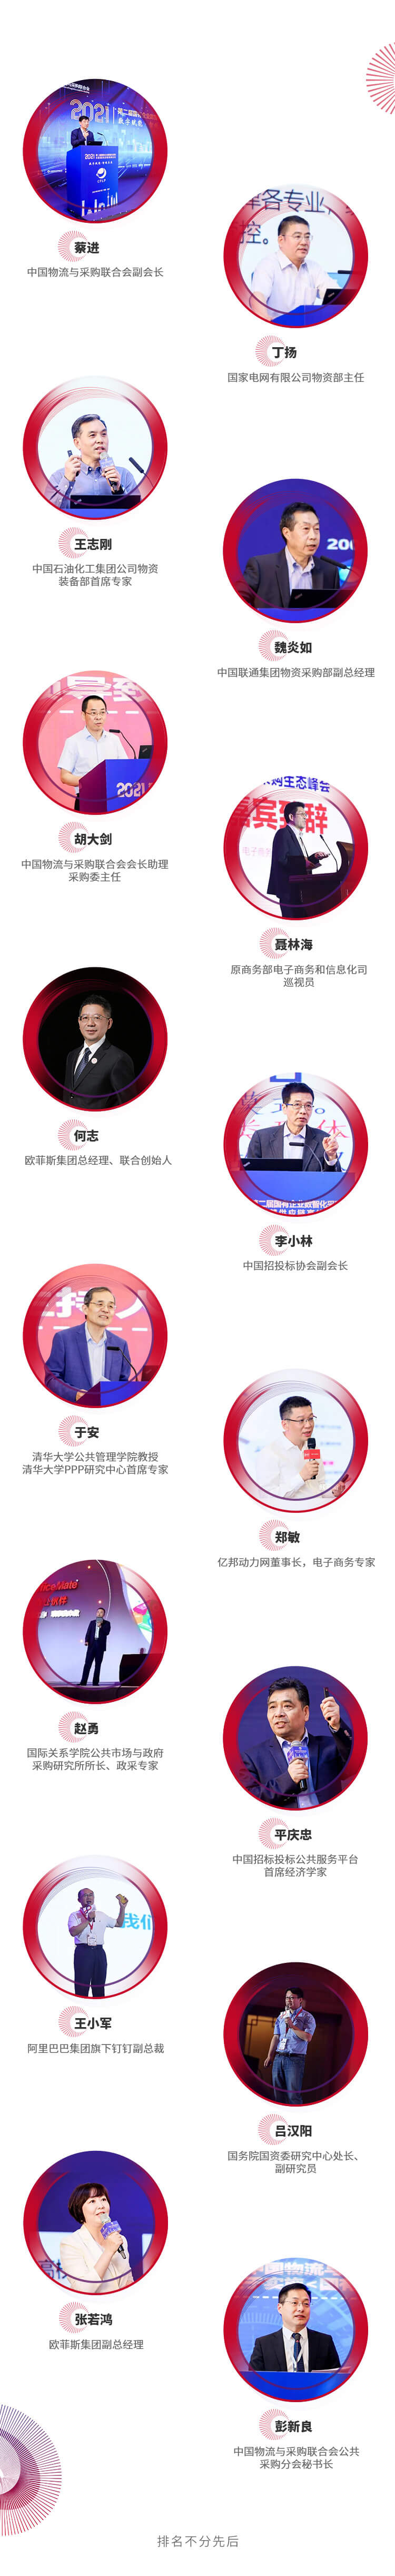 2021
数字赋能
2021
蔡进
中国物流与采购联合会副会长
控。
丁扬
国家电网有限公司物资部主任
王志刚
中国石油化工集团公司物资
装备部首席专家
魏炎如
中国联通集团物资采购部副总经理
2021
胡大剑
中国物流与采购联合会会长助理
采购委主任
聂林海
原商务部电子商务和信息化司
巡视员
何志
欧菲斯集团总经理、联合创始人
李小林
中国招投标协会副会长
于安
清华大学公共管理学院教授
清华大学PPP研究中心首席专家
郑敏
亿邦动力网董事长，电子商务专家
赵勇
国际关系学院公共市场与政府
采购研究所所长、政采专家
平庆忠
中国招标投标公共服务平台
首席经济学家
我们
王小军
阿里巴巴集团旗下钉钉副总裁
吕汉阳
国务院国资委研究中心处长、
副研究员
张若鸿
欧菲斯集团副总经理
彭新良
中国物流与采购联合会公共
采购分会秘书长
排名不分先后